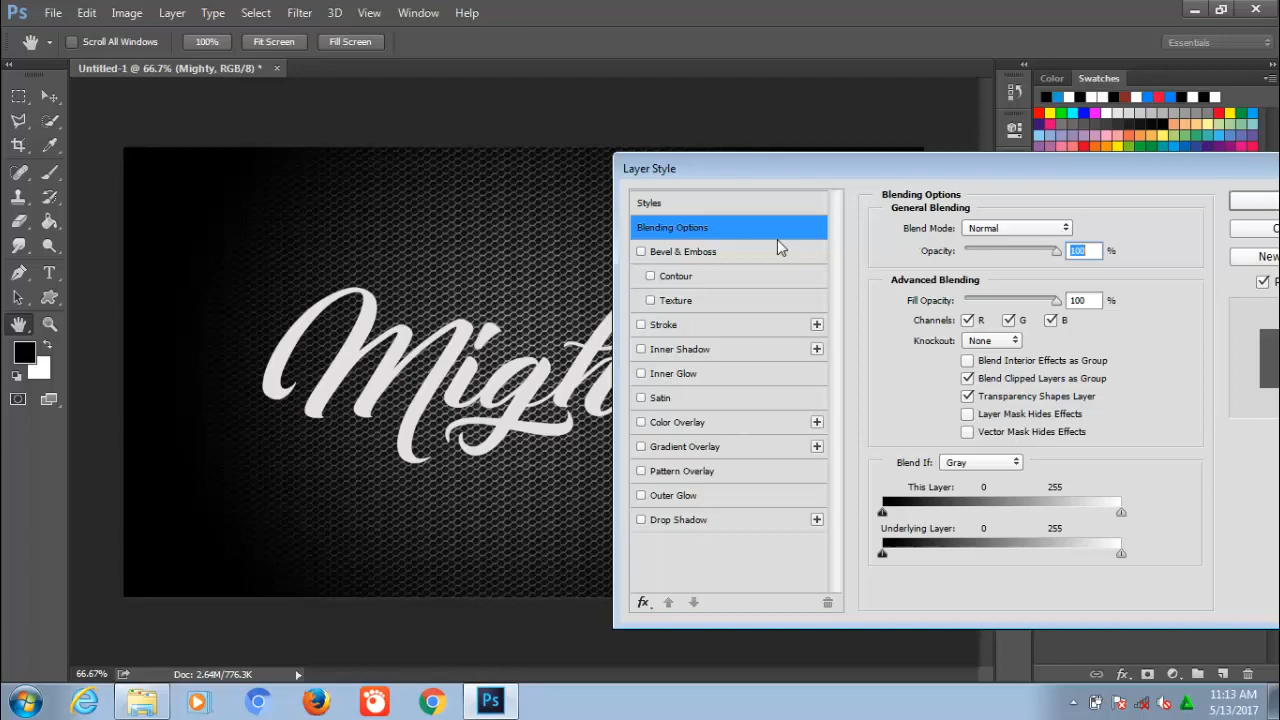 Ps File Edit Image Layer Type Select Filter 3D View Window Help
Scroll All Windows 100% Fit Screen Fill Screen Essentials
Untitled-1 @ 66.7% (Mighty, RGB/8) * ×
Color Swatches
Layer Style
Styles
Blending Options
Bevel & Emboss
Contour
Texture
Stroke
Inner Shadow
Inner Glow
Satin
Color Overlay
Gradient Overlay
Pattern Overlay
Outer Glow
Drop Shadow
fx
Blending Options
General Blending
Blend Mode: Normal
Opacity: 100 %
Advanced Blending
Fill Opacity: 100 %
Channels: R G B
Knockout: None
Blend Interior Effects as Group
Blend Clipped Layers as Group
Transparency Shapes Layer
Layer Mask Hides Effects
Vector Mask Hides Effects
Blend If: Gray
This Layer: 0 255
Underlying Layer: 0 255
New
Might
66.67% Doc: 2.64M/776.3K
fx
Ps
11:13 AM
5/13/2017